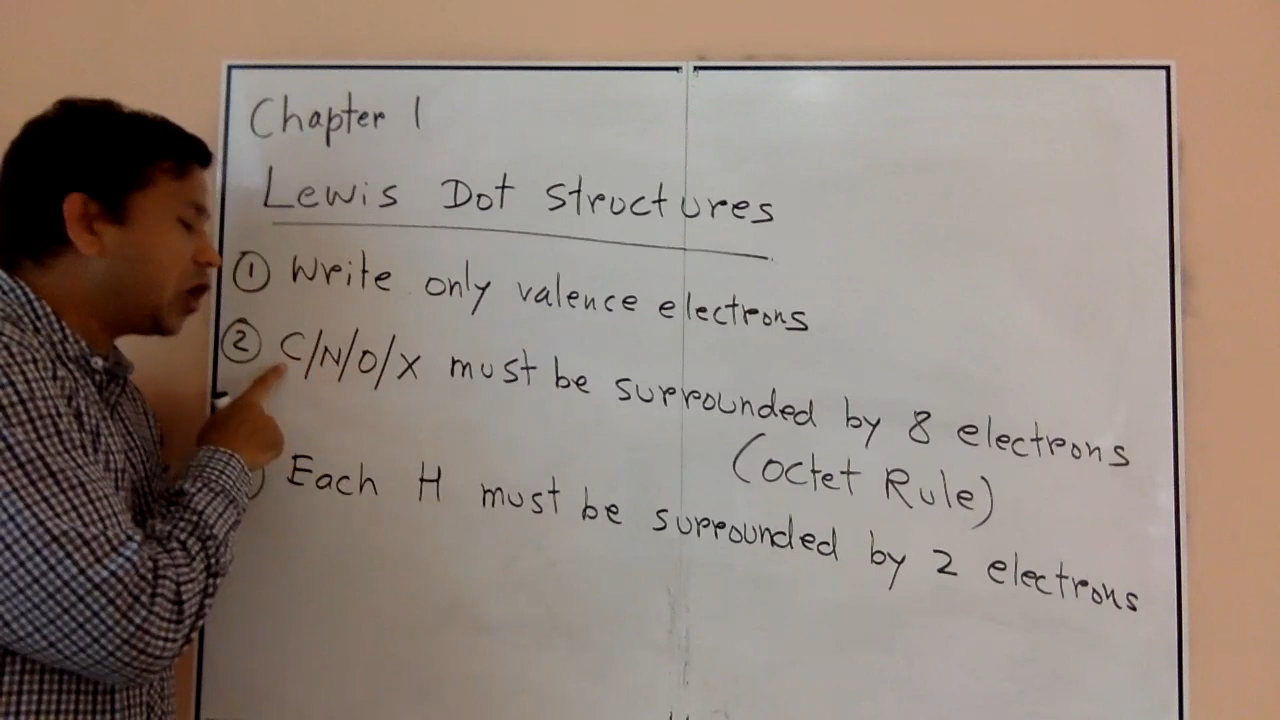 Chapter 1
Lewis Dot Structures
① Write only valence electrons
② C/N/O/X must be surrounded by 8 electrons
(Octet Rule)
Each H must be surrounded by 2 electrons